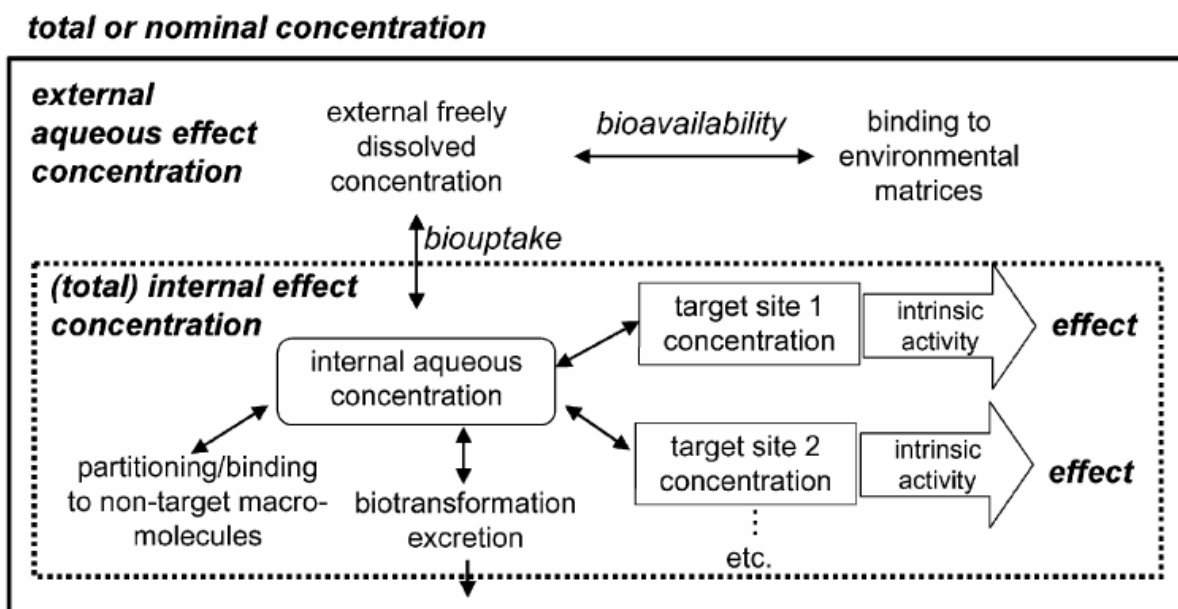 total or nominal concentration
external
aqueous effect
concentration
external freely
dissolved
concentration
bioavailability
binding to
environmental
matrices
biouptake
(total) internal effect
concentration
internal aqueous
concentration
target site 1
concentration
intrinsic
activity
effect
target site 2
concentration
intrinsic
activity
effect
partitioning/binding
to non-target macro-
molecules
biotransformation
excretion
etc.